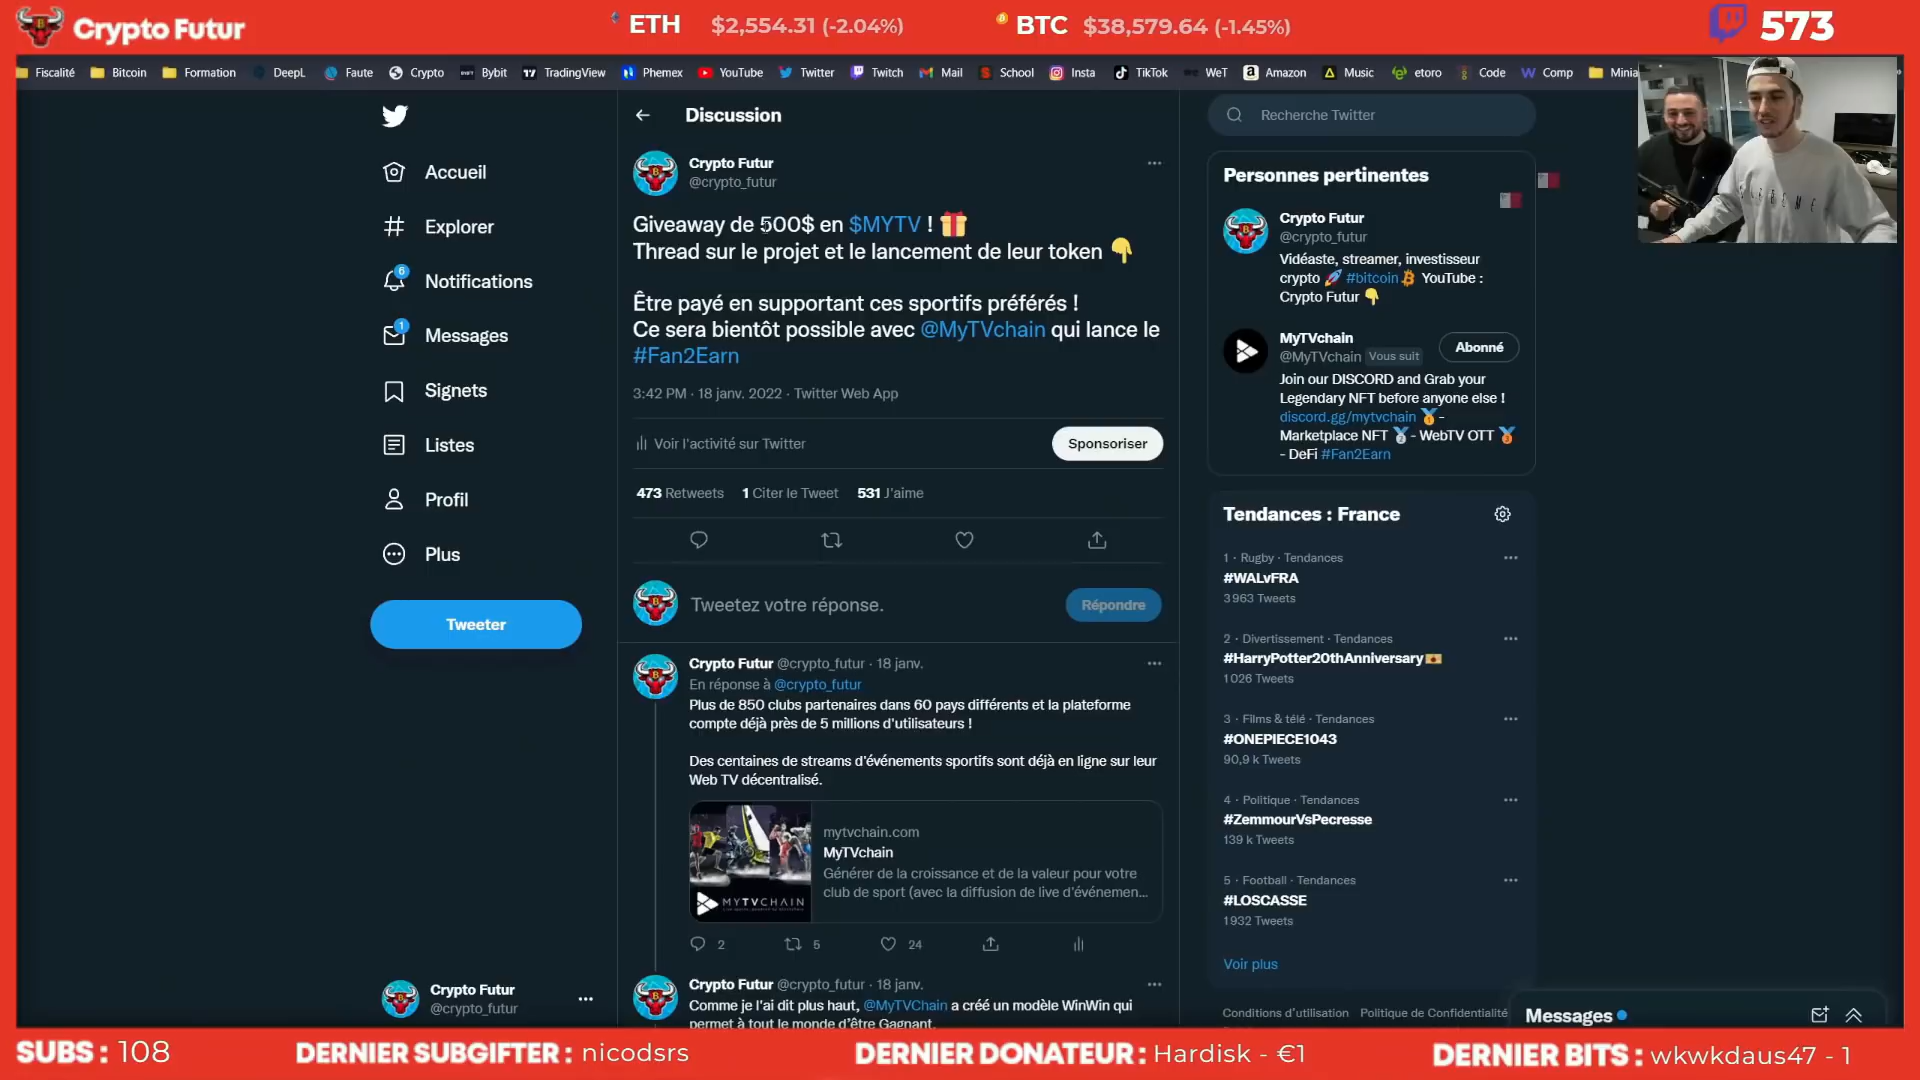 Crypto Futur
ETH $2,554.31 (-2.04%)
BTC $38,579.64 (-1.45%)
573
Fiscalité
Bitcoin
Formation
DeepL
Faute
Crypto
Bybit
TradingView
Phemex
YouTube
Twitter
Twitch
Mail
School
Insta
TikTok
WeT
Amazon
Music
etoro
Code
Comp
Minia
Accueil
Explorer
6
Notifications
1
Messages
Signets
Listes
Profil
Plus
Tweeter
Crypto Futur
@crypto_futur
Discussion
Crypto Futur
@crypto_futur
Giveaway de 500$ en $MYTV ! 🎁
Thread sur le projet et le lancement de leur token 👇
Être payé en supportant ces sportifs préférés !
Ce sera bientôt possible avec @MyTVchain qui lance le
#Fan2Earn
3:42 PM · 18 janv. 2022 · Twitter Web App
Voir l'activité sur Twitter
Sponsoriser
473 Retweets 1 Citer le Tweet 531 J'aime
Tweetez votre réponse.
Répondre
Crypto Futur @crypto_futur · 18 janv.
En réponse à @crypto_futur
Plus de 850 clubs partenaires dans 60 pays différents et la plateforme
compte déjà près de 5 millions d'utilisateurs !
Des centaines de streams d'événements sportifs sont déjà en ligne sur leur
Web TV décentralisé.
MYTVCHAIN
mytvchain.com
MyTVchain
Générer de la croissance et de la valeur pour votre
club de sport (avec la diffusion de live d'événemen...
2 5 24
Crypto Futur @crypto_futur · 18 janv.
Comme je l'ai dit plus haut, @MyTVChain a créé un modèle WinWin qui
permet à tout le monde d'être Gagnant.
Recherche Twitter
Personnes pertinentes
Crypto Futur
@crypto_futur
Vidéaste, streamer, investisseur
crypto 🚀 #bitcoin YouTube :
Crypto Futur 👇
MyTVchain
@MyTVchain Vous suit
Abonné
Join our DISCORD and Grab your
Legendary NFT before anyone else !
discord.gg/mytvchain 🥇 -
Marketplace NFT 🥈 - WebTV OTT 🥉
- DeFi #Fan2Earn
Tendances : France
1 · Rugby · Tendances
#WALvFRA
3 963 Tweets
2 · Divertissement · Tendances
#HarryPotter20thAnniversary
1 026 Tweets
3 · Films & télé · Tendances
#ONEPIECE1043
90,9 k Tweets
4 · Politique · Tendances
#ZemmourVsPecresse
139 k Tweets
5 · Football · Tendances
#LOSCASSE
1 932 Tweets
Voir plus
Conditions d'utilisation Politique de Confidentialité
Messages
SUBS : 108
DERNIER SUBGIFTER : nicodsrs
DERNIER DONATEUR : Hardisk - €1
DERNIER BITS : wkwkdaus47 - 1